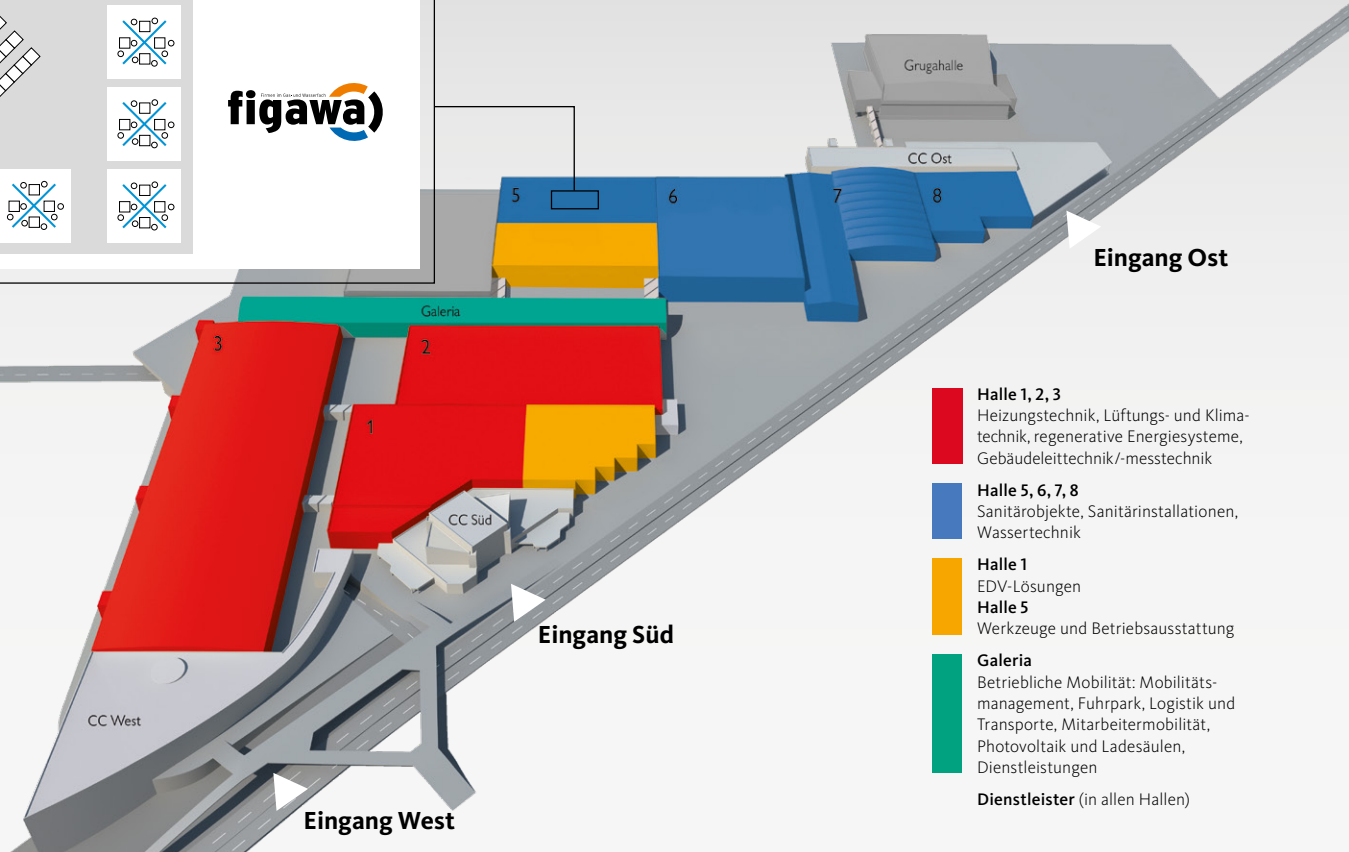 Firmen im Gas- und Wasserfach
figawa
Grugahalle
CC Ost
5
6
7
8
Eingang Ost
Galeria
3
2
1
CC Süd
Eingang Süd
CC West
Eingang West
Halle 1, 2, 3
Heizungstechnik, Lüftungs- und Klima-
technik, regenerative Energiesysteme,
Gebäudeleittechnik/-messtechnik
Halle 5, 6, 7, 8
Sanitärobjekte, Sanitärinstallationen,
Wassertechnik
Halle 1
EDV-Lösungen
Halle 5
Werkzeuge und Betriebsausstattung
Galeria
Betriebliche Mobilität: Mobilitäts-
management, Fuhrpark, Logistik und
Transporte, Mitarbeitermobilität,
Photovoltaik und Ladesäulen,
Dienstleistungen
Dienstleister (in allen Hallen)